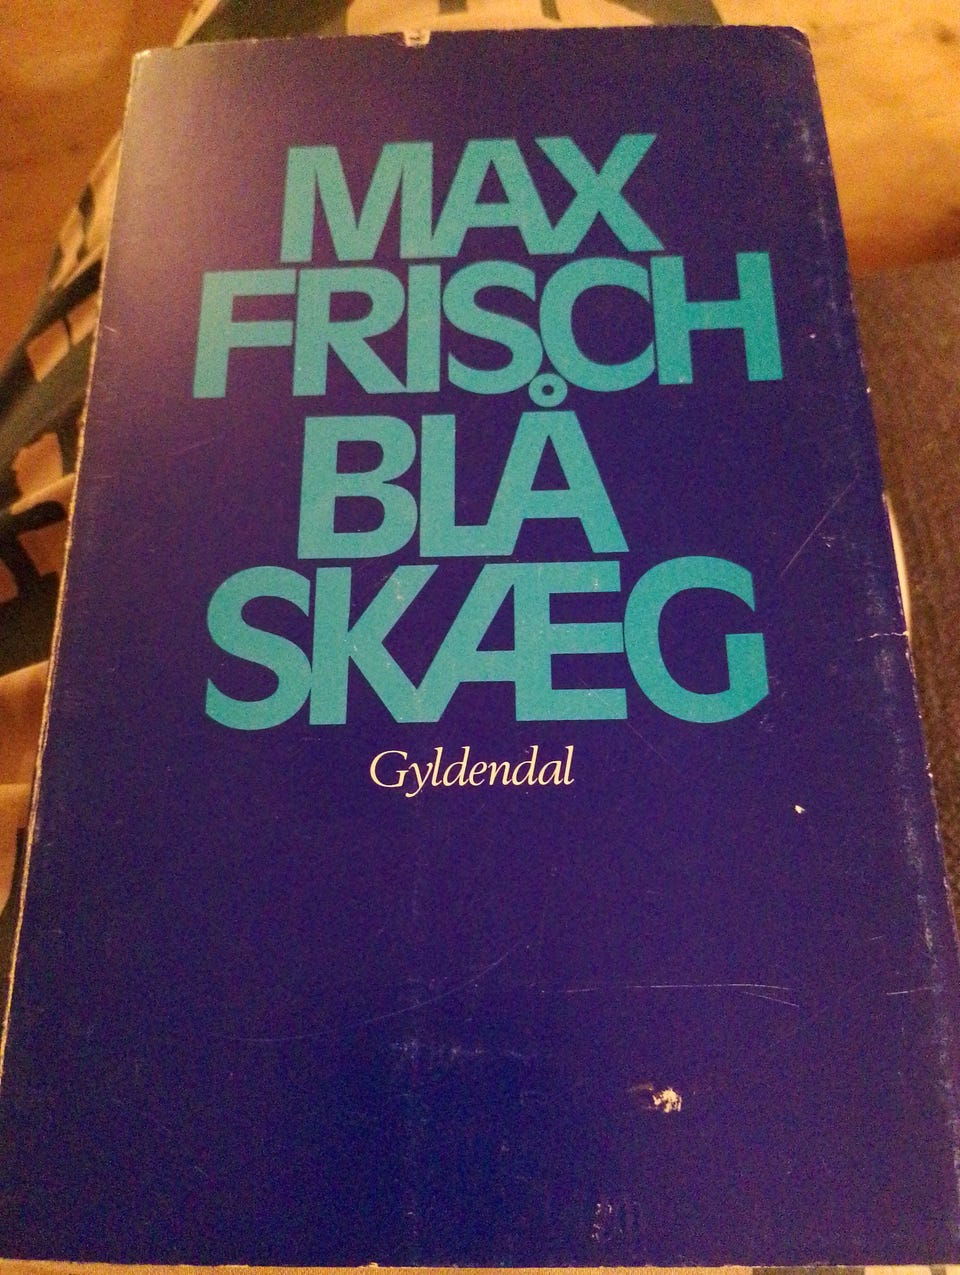 MAX
FRISCH
BLÅ
SKÆG
Gyldendal